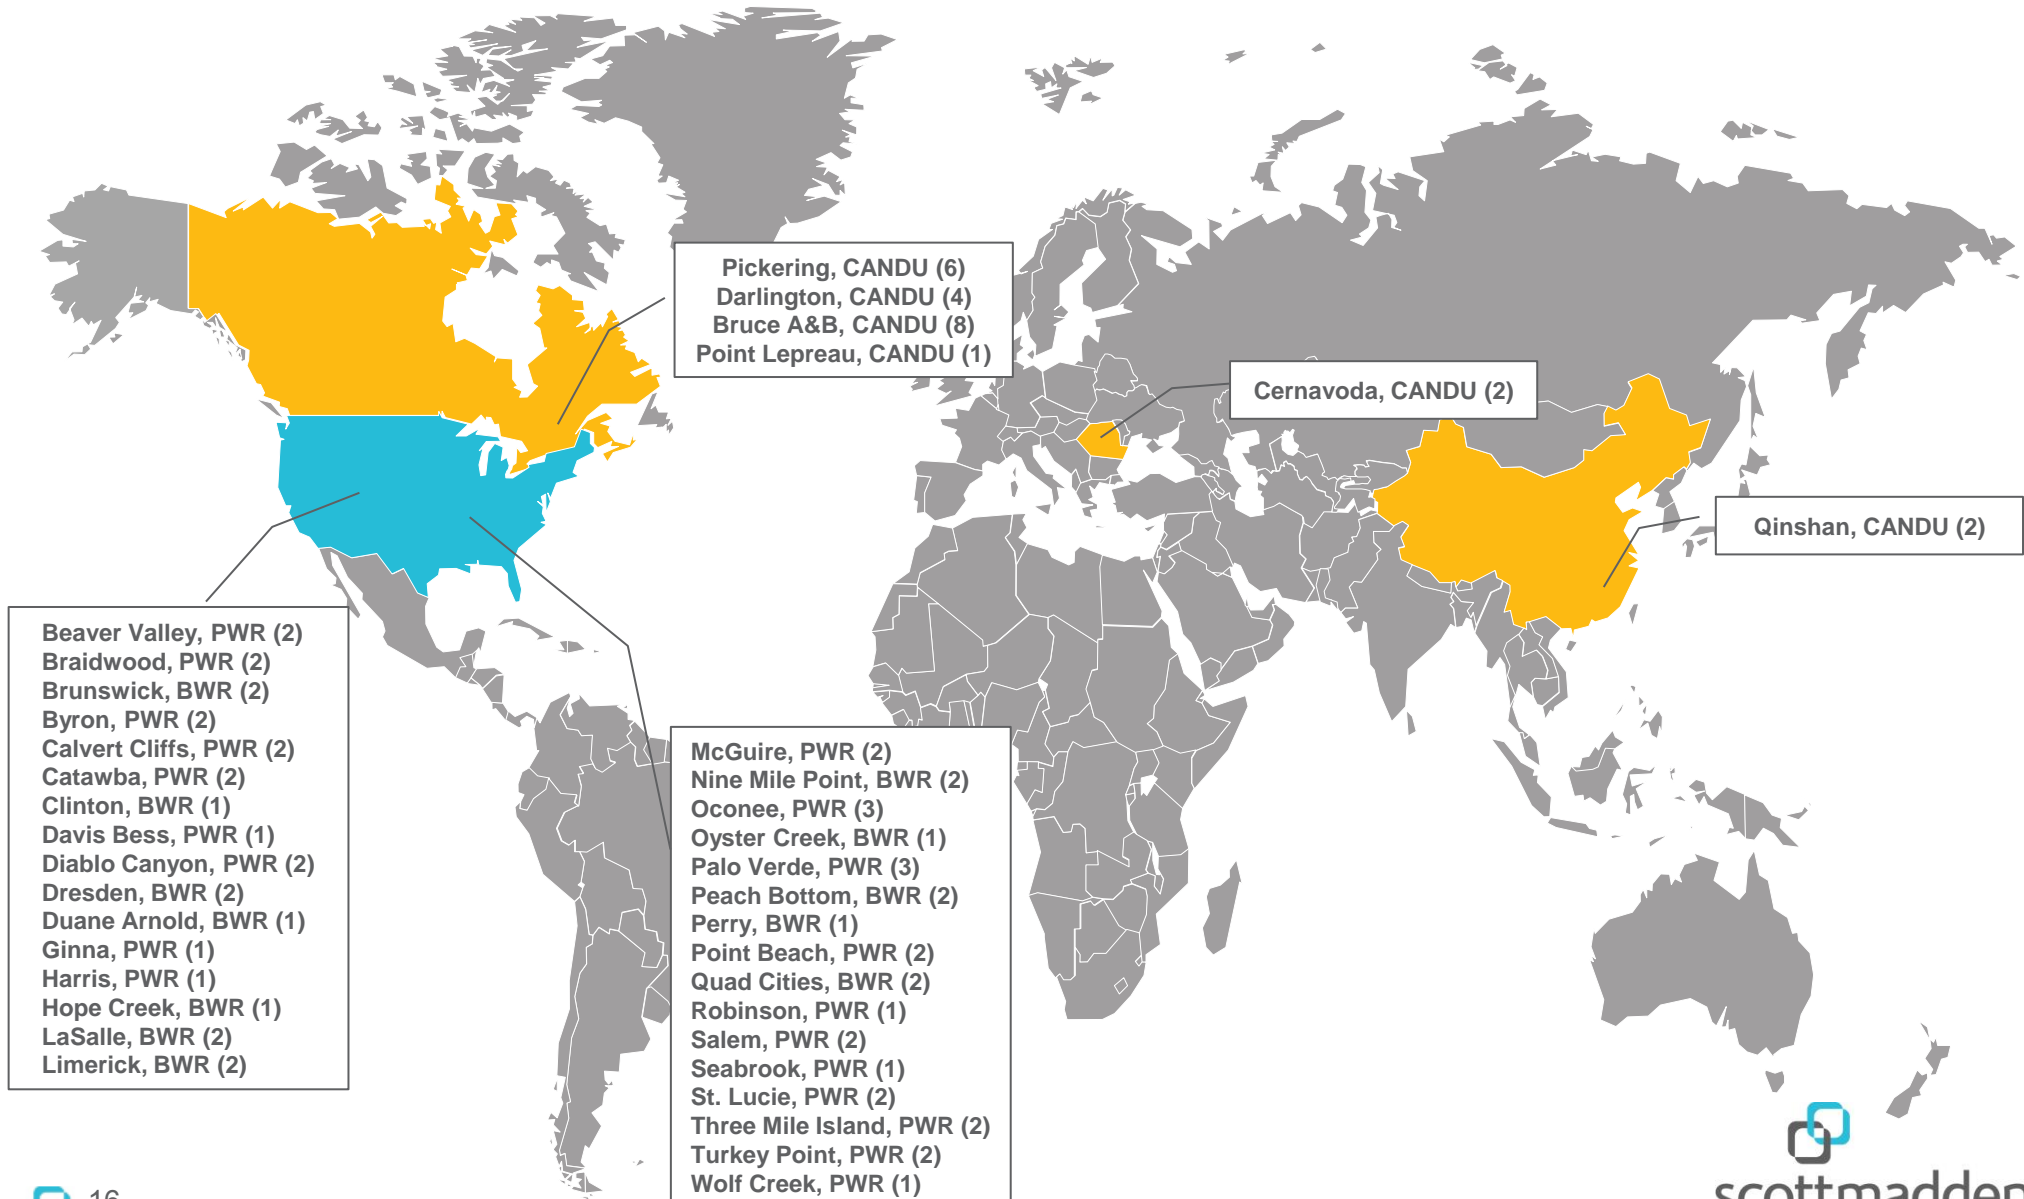 Pickering, CANDU (6)
Darlington, CANDU (4)
Bruce A&B, CANDU (8)
Point Lepreau, CANDU (1)
Cernavoda, CANDU (2)
Qinshan, CANDU (2)
Beaver Valley, PWR (2)
Braidwood, PWR (2)
Brunswick, BWR (2)
Byron, PWR (2)
Calvert Cliffs, PWR (2)
Catawba, PWR (2)
Clinton, BWR (1)
Davis Bess, PWR (1)
Diablo Canyon, PWR (2)
Dresden, BWR (2)
Duane Arnold, BWR (1)
Ginna, PWR (1)
Harris, PWR (1)
Hope Creek, BWR (1)
LaSalle, BWR (2)
Limerick, BWR (2)
McGuire, PWR (2)
Nine Mile Point, BWR (2)
Oconee, PWR (3)
Oyster Creek, BWR (1)
Palo Verde, PWR (3)
Peach Bottom, BWR (2)
Perry, BWR (1)
Point Beach, PWR (2)
Quad Cities, BWR (2)
Robinson, PWR (1)
Salem, PWR (2)
Seabrook, PWR (1)
St. Lucie, PWR (2)
Three Mile Island, PWR (2)
Turkey Point, PWR (2)
Wolf Creek, PWR (1)
16
scottmadden